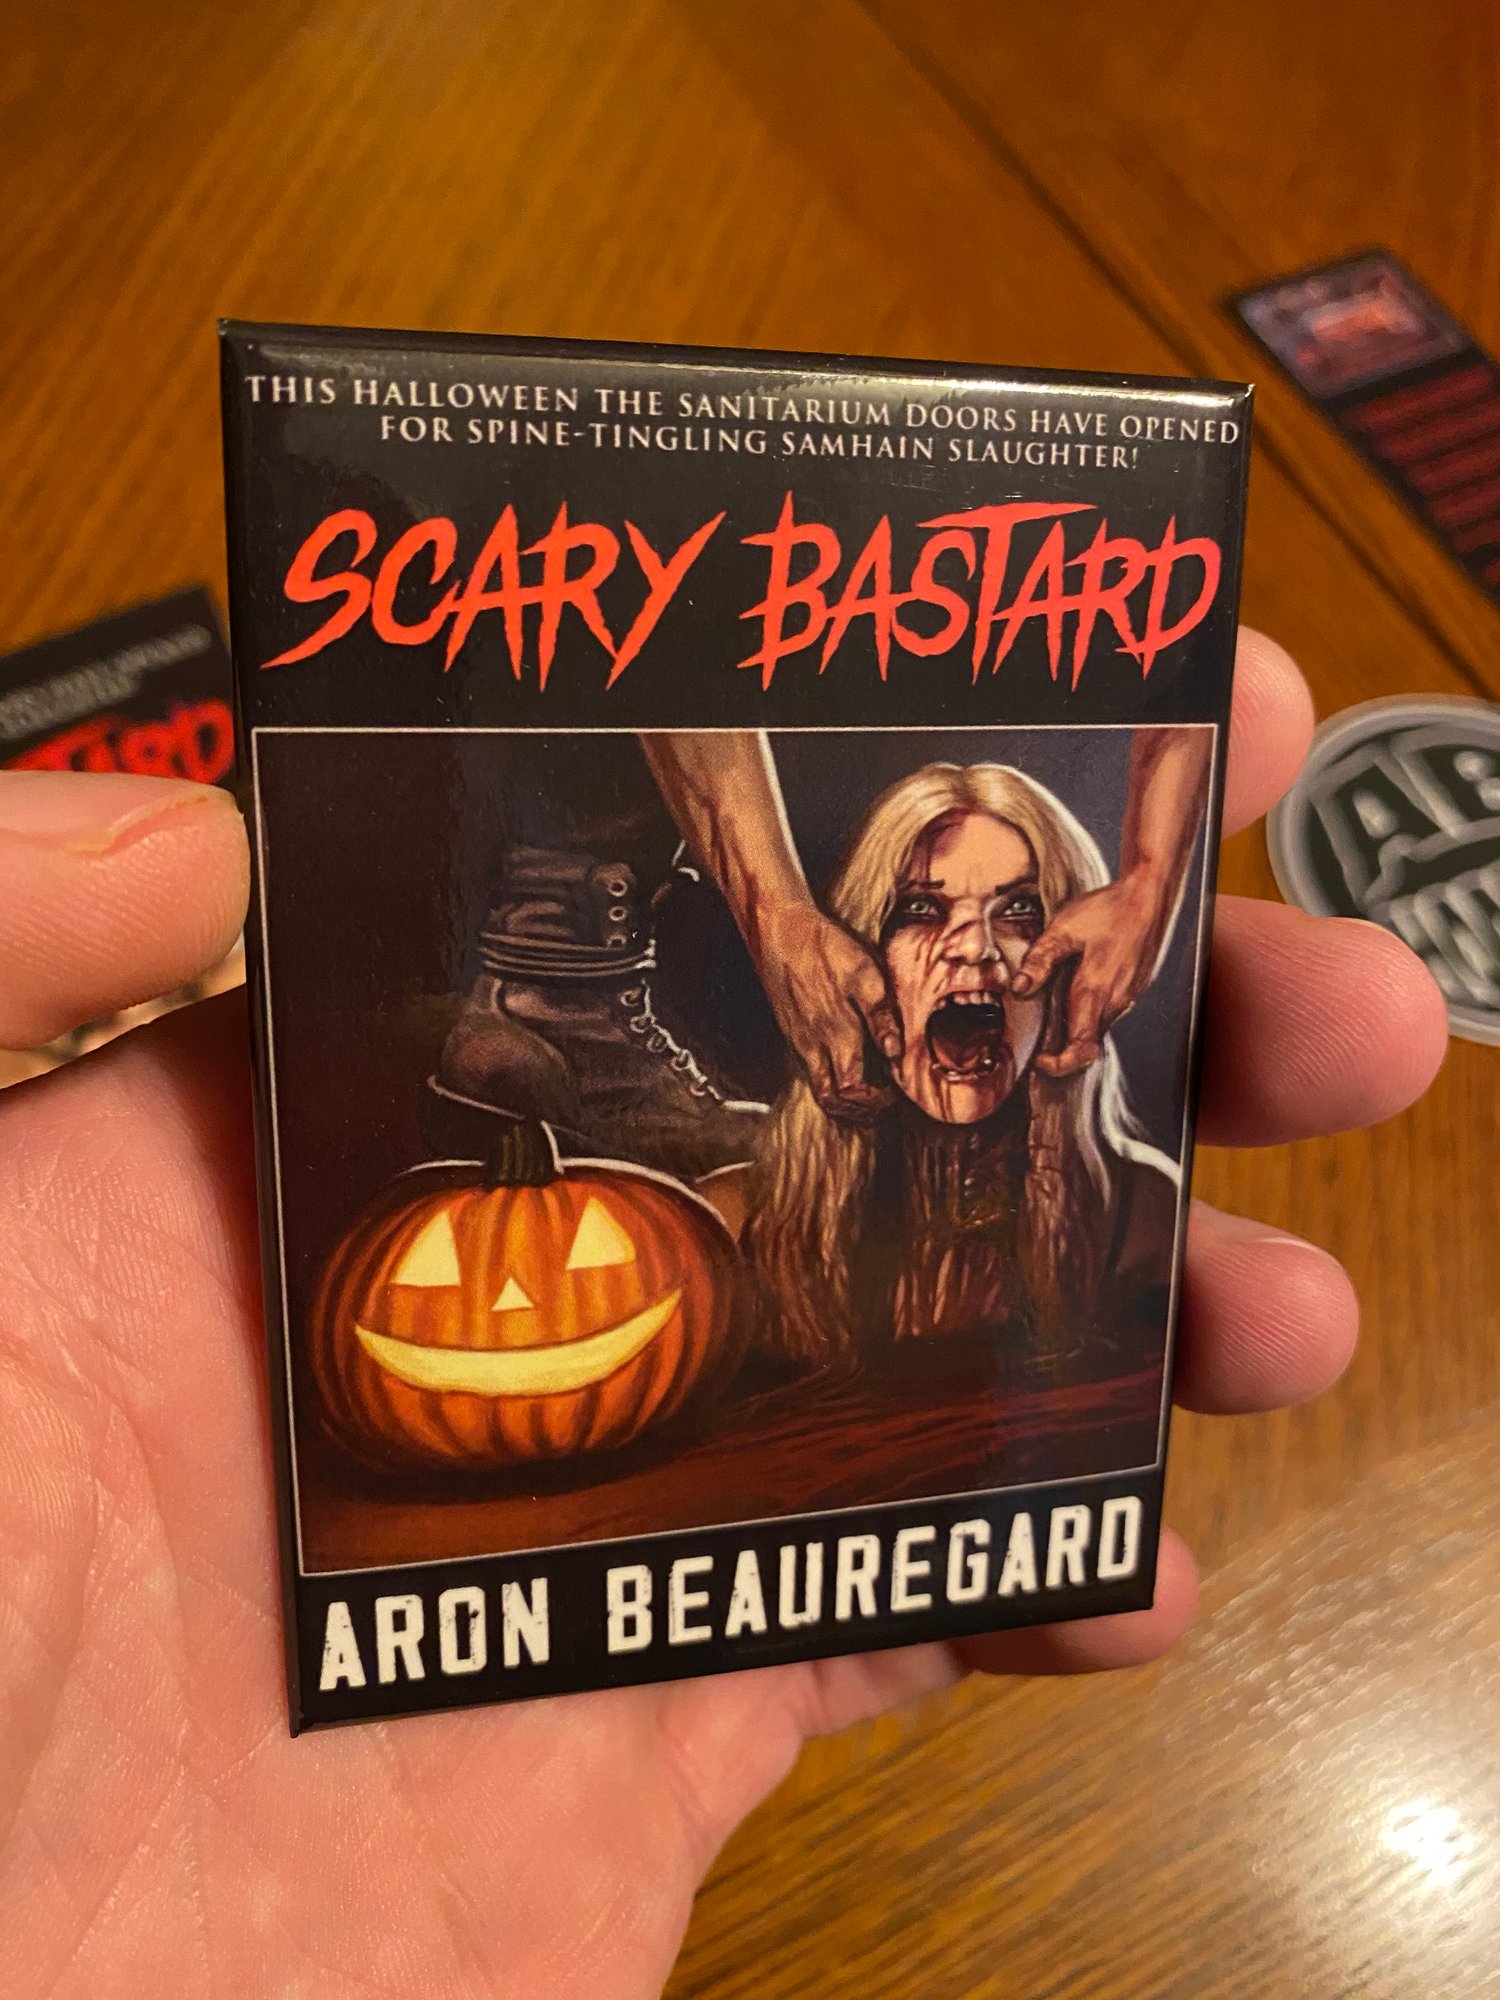 THIS HALLOWEEN THE SANITARIUM DOORS HAVE OPENED
FOR SPINE-TINGLING SAMHAIN SLAUGHTER!
SCARY BASTARD
ARON BEAUREGARD